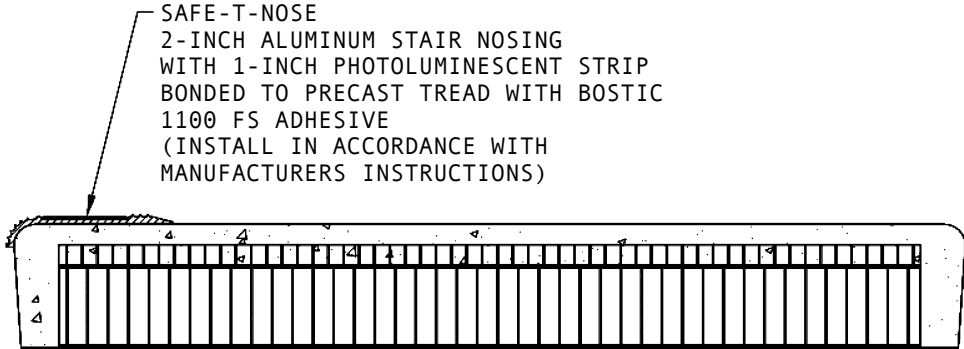 SAFE-T-NOSE
2-INCH ALUMINUM STAIR NOSING
WITH 1-INCH PHOTOLUMINESCENT STRIP
BONDED TO PRECAST TREAD WITH BOSTIC
1100 FS ADHESIVE
(INSTALL IN ACCORDANCE WITH
MANUFACTURERS INSTRUCTIONS)